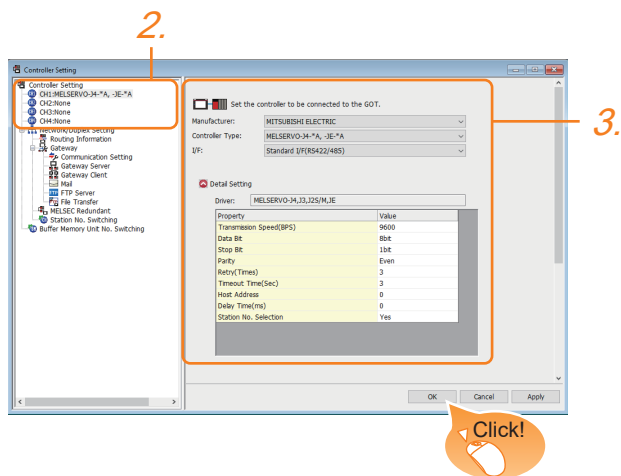 2.
Controller Setting
Controller Setting
CH1:MELSERVO-J4-*A, -JE-*A
CH2:None
CH3:None
CH4:None
Network/Duplex Setting
Routing Information
Gateway
Communication Setting
Gateway Server
Gateway Client
Mail
FTP Server
File Transfer
MELSEC Redundant
Station No. Switching
Buffer Memory Unit No. Switching
Set the controller to be connected to the GOT.
Manufacturer: MITSUBISHI ELECTRIC
Controller Type: MELSERVO-J4-*A, -JE-*A
I/F: Standard I/F(RS422/485)
3.
Detail Setting
Driver: MELSERVO-J4,J3,J2S/M,JE
Property Value
Transmission Speed(BPS) 9600
Data Bit 8bit
Stop Bit 1bit
Parity Even
Retry(Times) 3
Timeout Time(Sec) 3
Host Address 0
Delay Time(ms) 0
Station No. Selection Yes
OK Cancel Apply
Click!